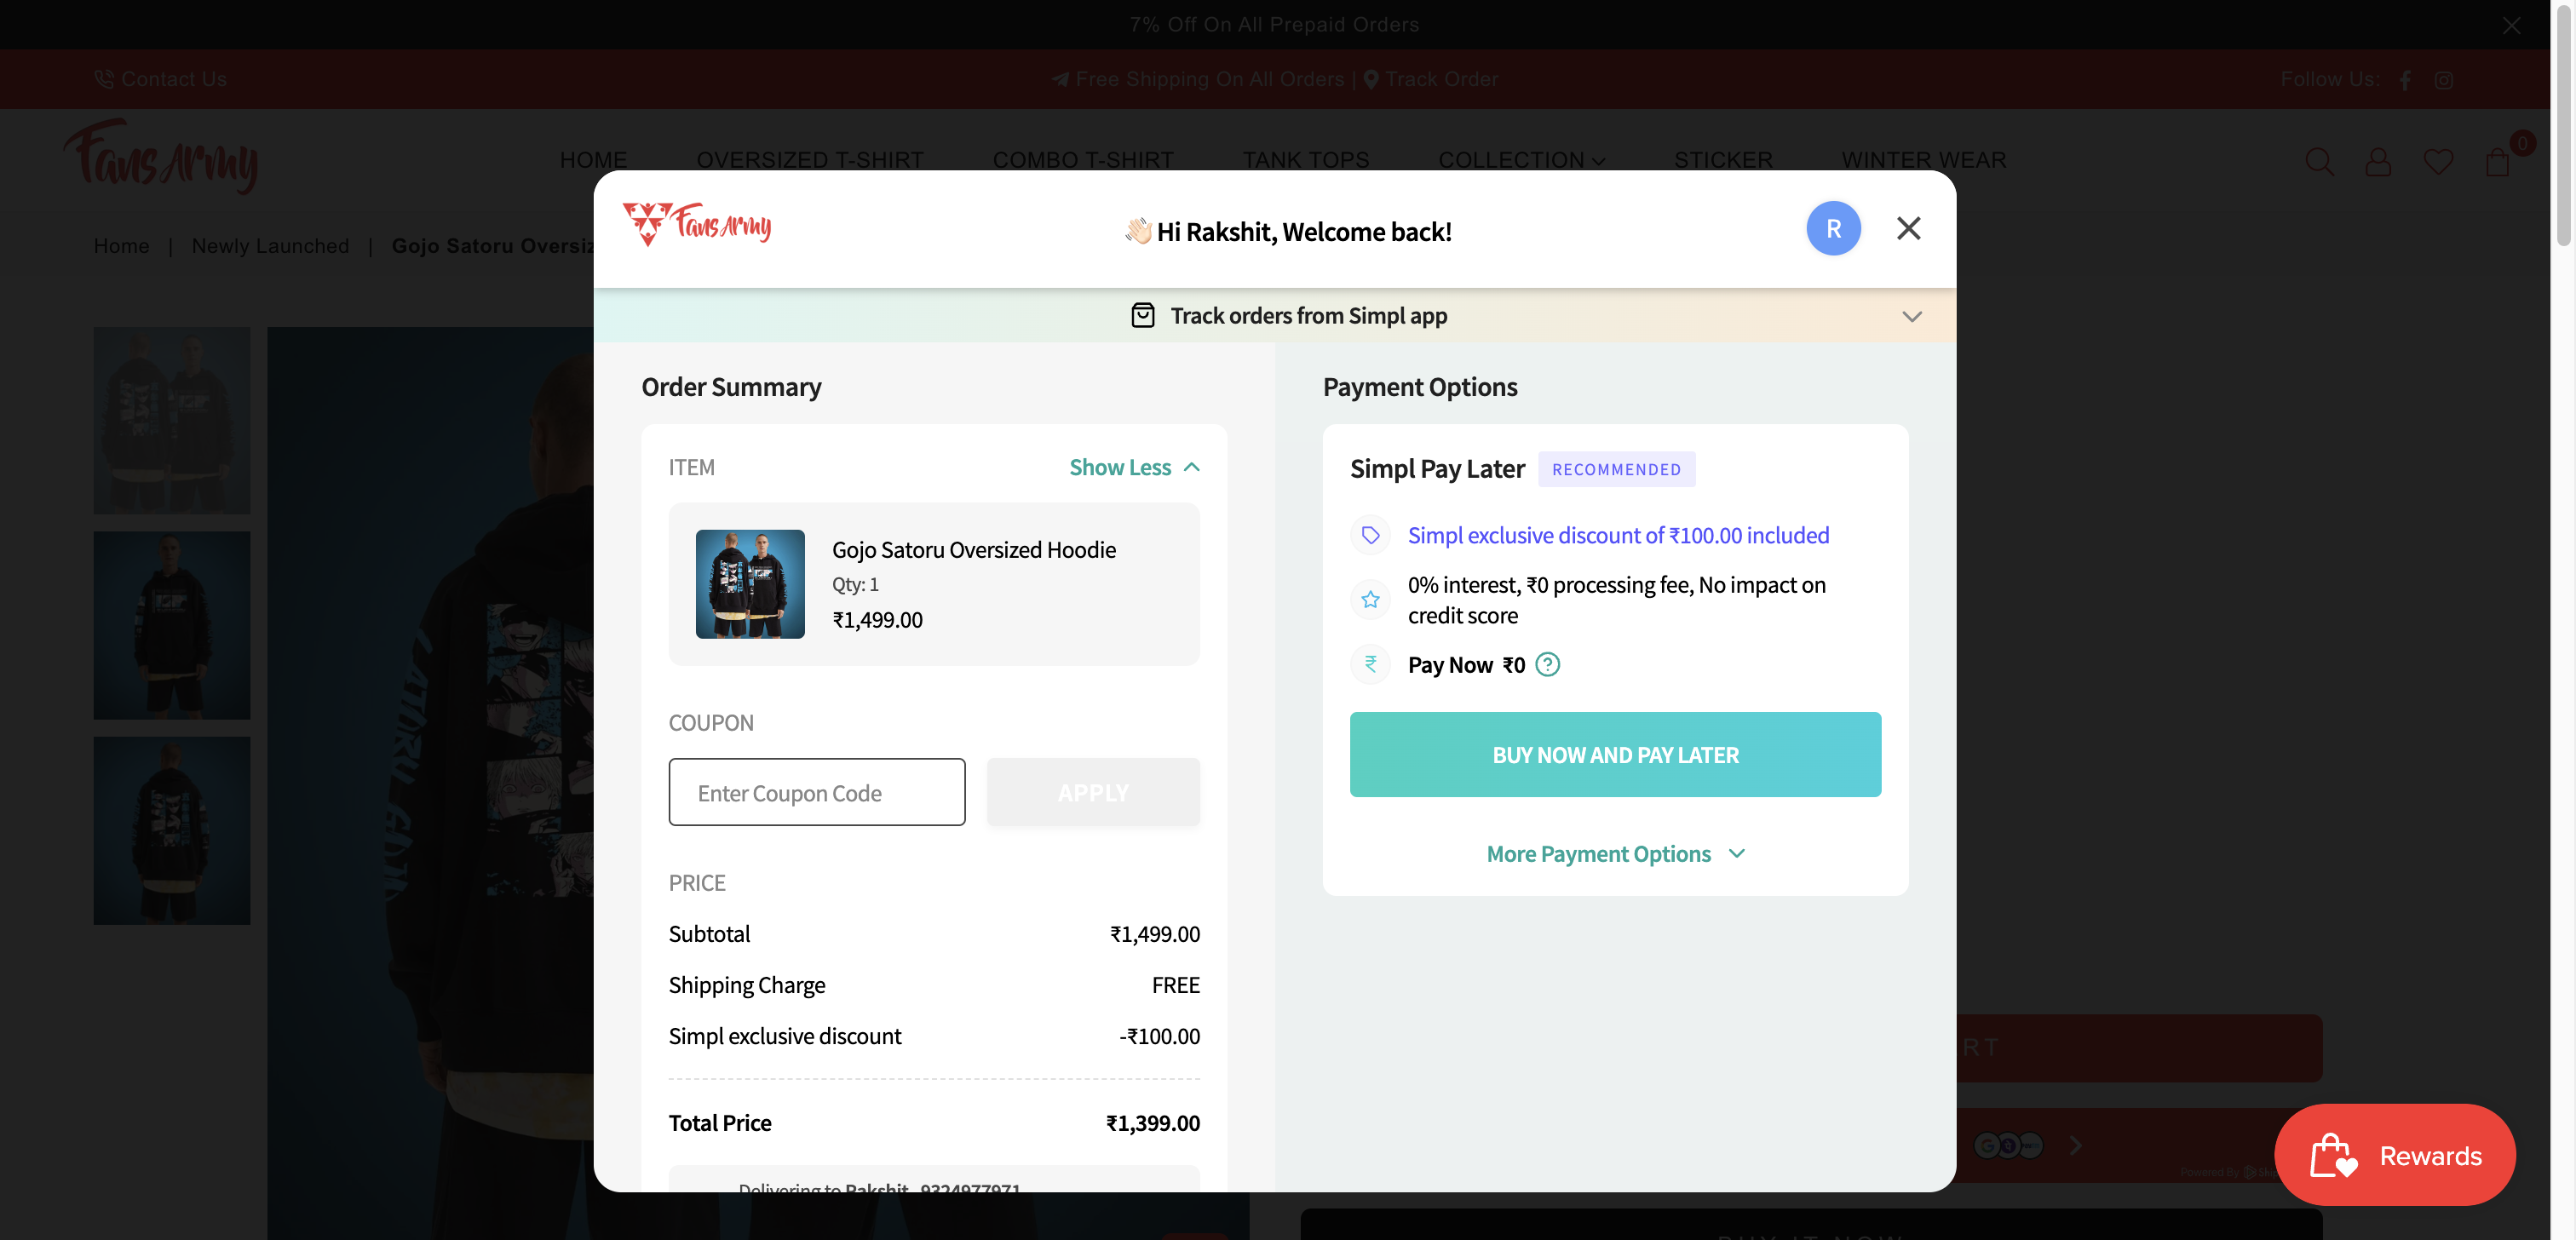 7% Off On All Prepaid Orders
Contact Us
Free Shipping On All Orders | Track Order
Follow Us:
Fans Army
HOME
OVERSIZED T-SHIRT
COMBO T-SHIRT
TANK TOPS
COLLECTION
STICKER
WINTER WEAR
0
Home | Newly Launched | Gojo Satoru Oversiz
Fans Army
👋🏻 Hi Rakshit, Welcome back!
R
Track orders from Simpl app
Order Summary
ITEM
Show Less
Gojo Satoru Oversized Hoodie
Qty: 1
₹1,499.00
COUPON
Enter Coupon Code
APPLY
PRICE
Subtotal ₹1,499.00
Shipping Charge FREE
Simpl exclusive discount -₹100.00
Total Price ₹1,399.00
Delivering to Rakshit, 9324977971
Payment Options
Simpl Pay Later RECOMMENDED
Simpl exclusive discount of ₹100.00 included
0% interest, ₹0 processing fee, No impact on
credit score
Pay Now ₹0
BUY NOW AND PAY LATER
More Payment Options
RT
Powered By
Rewards
BUY IT NOW